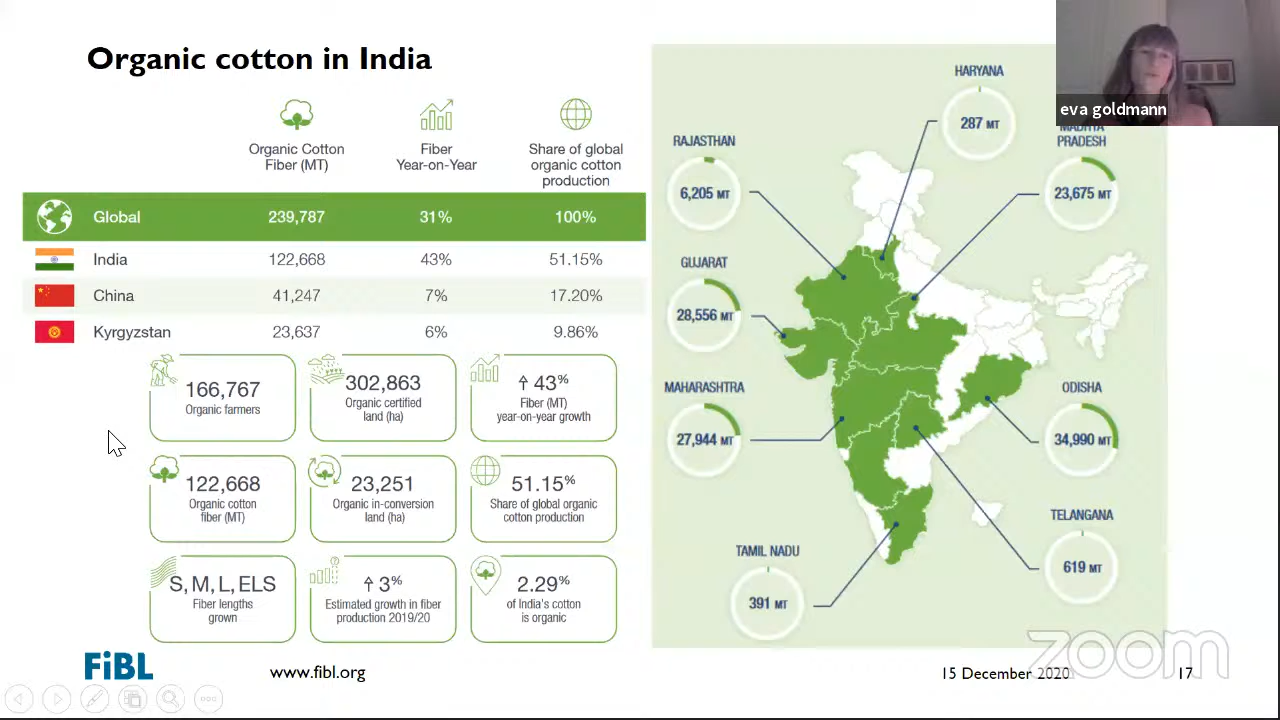 Organic cotton in India
Organic Cotton
Fiber (MT)
Fiber
Year-on-Year
Share of global
organic cotton
production
Global 239,787 31% 100%
India 122,668 43% 51.15%
China 41,247 7% 17.20%
Kyrgyzstan 23,637 6% 9.86%
166,767
Organic farmers
302,863
Organic certified
land (ha)
43%
Fiber (MT)
year-on-year growth
122,668
Organic cotton
fiber (MT)
23,251
Organic in-conversion
land (ha)
51.15%
Share of global organic
cotton production
S, M, L, ELS
Fiber lengths
grown
3%
Estimated growth in fiber
production 2019/20
2.29%
of India's cotton
is organic
HARYANA
287 MT
RAJASTHAN
6,205 MT
MADHYA
PRADESH
23,675 MT
GUJARAT
28,556 MT
MAHARASHTRA
27,944 MT
ODISHA
34,990 MT
TELANGANA
619 MT
TAMIL NADU
391 MT
eva goldmann
FiBL
www.fibl.org
15 December 2020
17
zoom